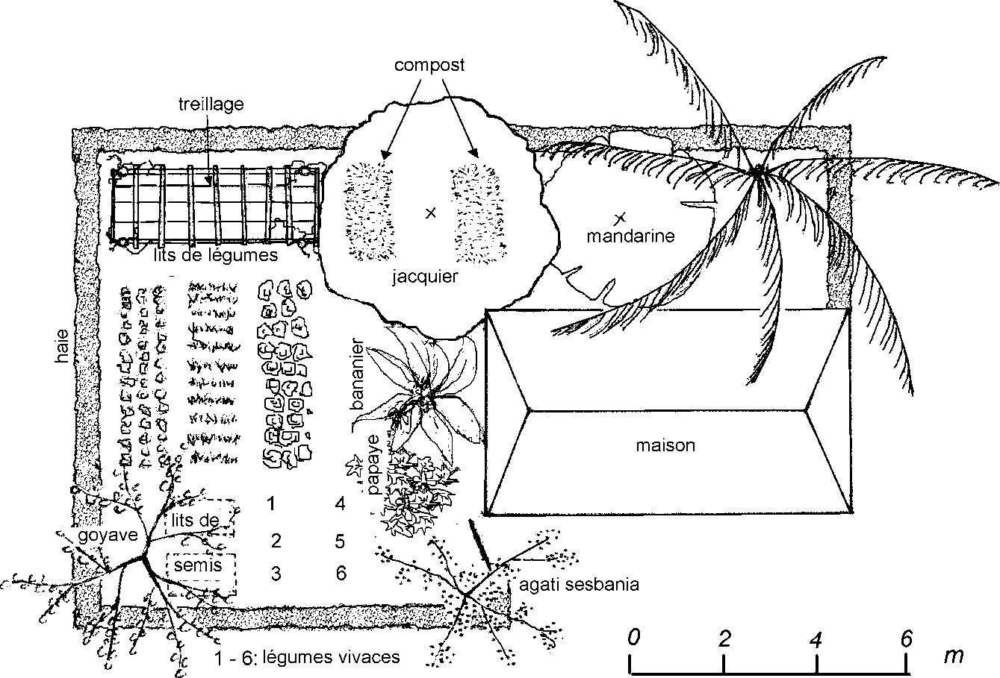 compost
treillage
mandarine
lits de légumes
jacquier
haie
bananier
papaye
maison
1 4
lits de
goyave
2 5
semis
3 6
agati sesbania
1 - 6: légumes vivaces
0 2 4 6
m